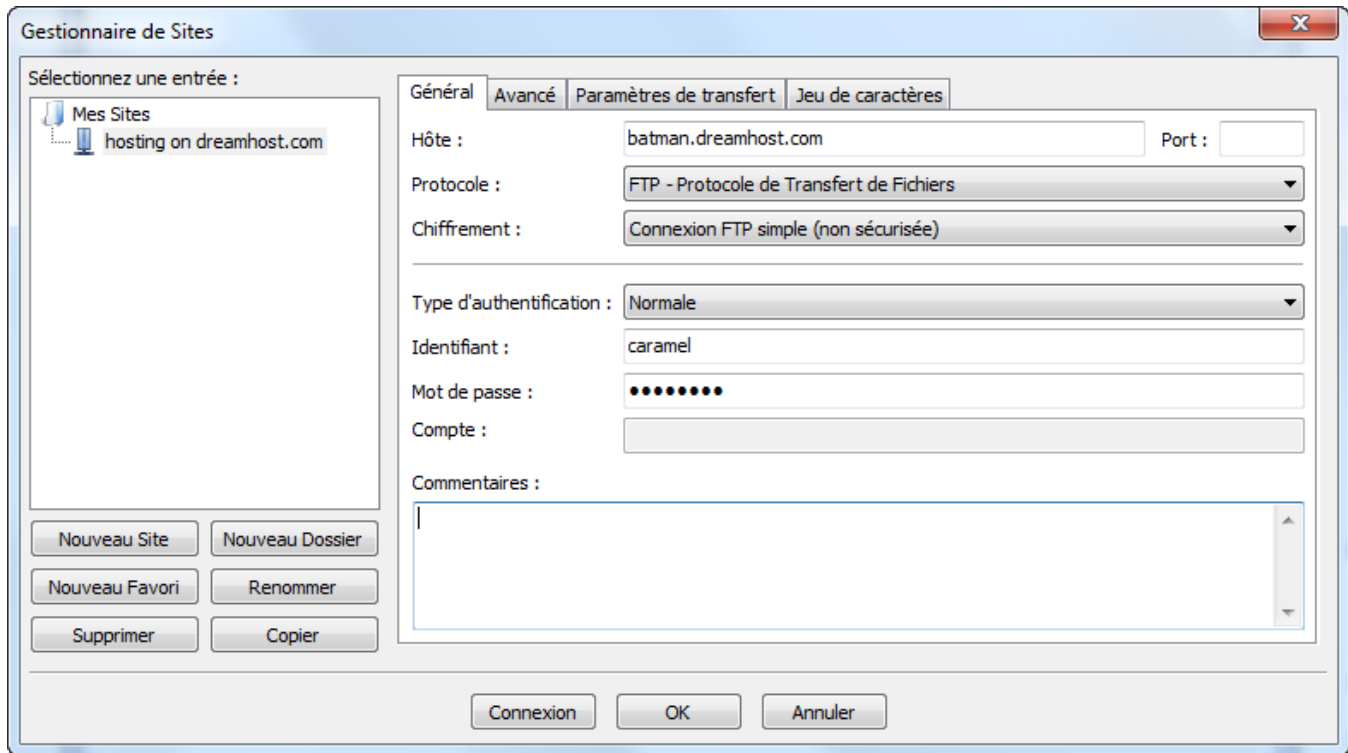 Gestionnaire de Sites
Sélectionnez une entrée :
Mes Sites
hosting on dreamhost.com
Nouveau Site Nouveau Dossier
Nouveau Favori Renommer
Supprimer Copier
Général Avancé Paramètres de transfert Jeu de caractères
Hôte : batman.dreamhost.com Port :
Protocole : FTP - Protocole de Transfert de Fichiers
Chiffrement : Connexion FTP simple (non sécurisée)
Type d'authentification : Normale
Identifiant : caramel
Mot de passe : ••••••••
Compte :
Commentaires :
Connexion OK Annuler